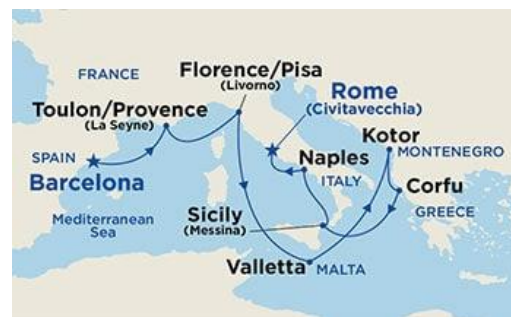 FRANCE
Florence/Pisa
(Livorno)
Toulon/Provence
(La Seyne)
Rome
(Civitavecchia)
Kotor
MONTENEGRO
SPAIN
Barcelona
Naples
ITALY
Corfu
GREECE
Mediterranean
Sea
Sicily
(Messina)
Valletta
MALTA